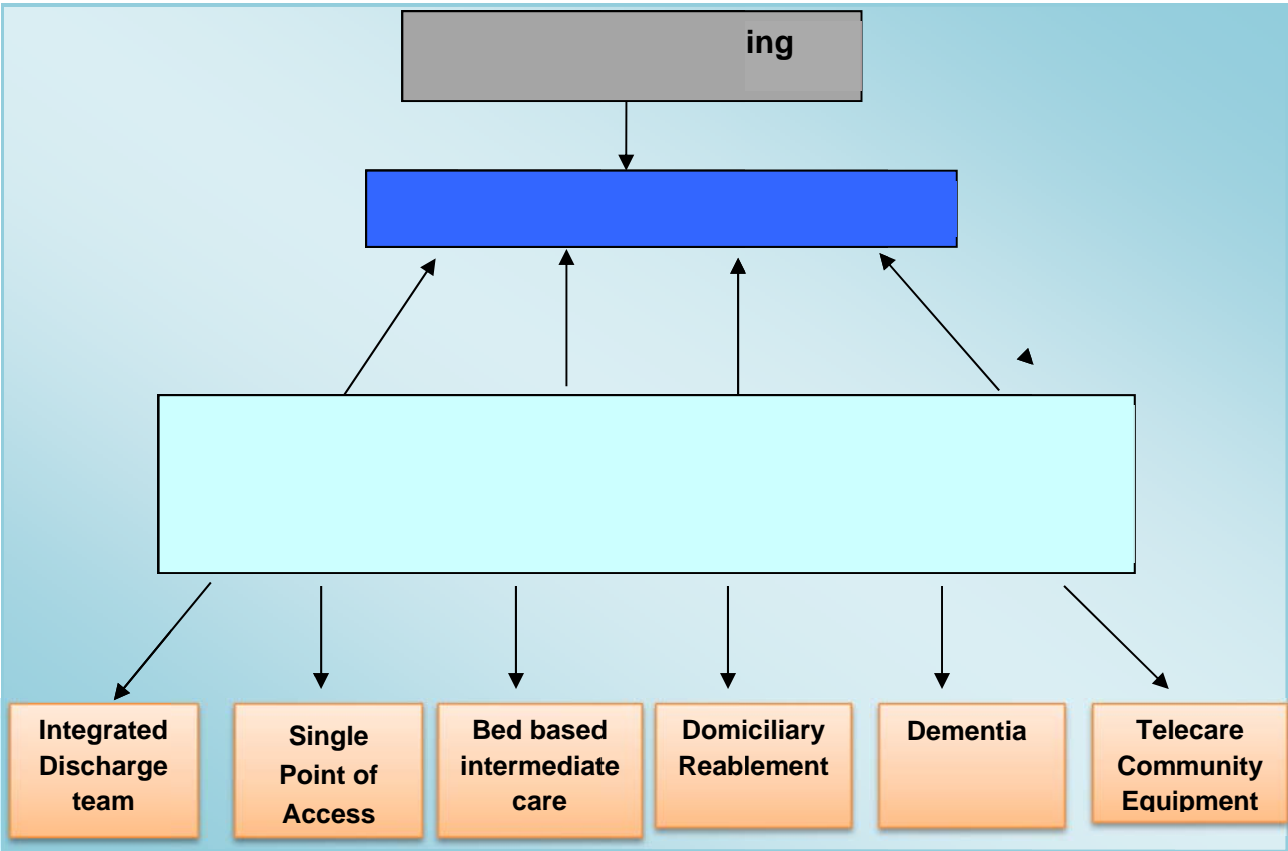 ing
Integrated
Discharge
team
Single
Point of
Access
Bed based
intermediate
care
Domiciliary
Reablement
Dementia
Telecare
Community
Equipment